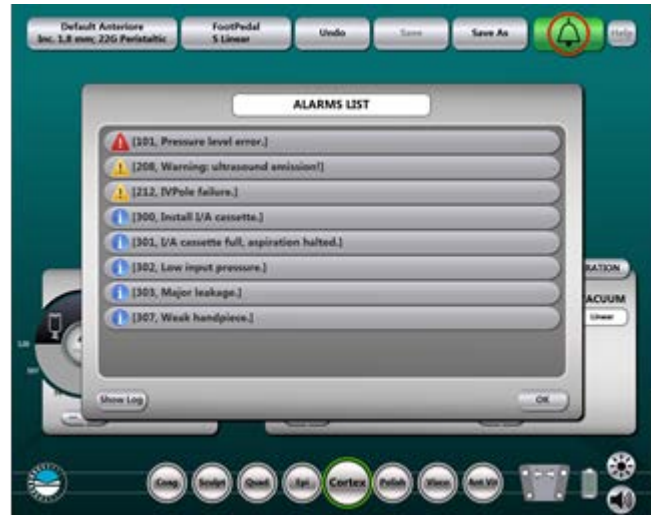 Default Anteriore
Inc. 1.8 mm; 22G Peristaltic
FootPedal
S Linear
Undo
Save
Save As
Help
ALARMS LIST
[101, Pressure level error.]
[208, Warning: ultrasound emission!]
[212, IVPole failure.]
[300, Install I/A cassette.]
[301, I/A cassette full, aspiration halted.]
[302, Low input pressure.]
[303, Major leakage.]
[307, Weak handpiece.]
RATION
ACUUM
Linear
Show Log
OK
Cong
Sculpt
Quad
Epi
Cortex
Polish
Visco
Ant.Vit